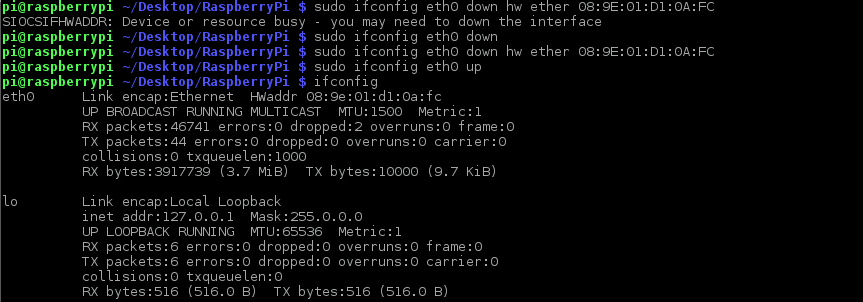 pi@raspberrypi ~/Desktop/RaspberryPi $ sudo ifconfig eth0 down hw ether 08:9E:01:D1:0A:FC
SIOCSIFHWADDR: Device or resource busy - you may need to down the interface
pi@raspberrypi ~/Desktop/RaspberryPi $ sudo ifconfig eth0 down
pi@raspberrypi ~/Desktop/RaspberryPi $ sudo ifconfig eth0 down hw ether 08:9E:01:D1:0A:FC
pi@raspberrypi ~/Desktop/RaspberryPi $ sudo ifconfig eth0 up
pi@raspberrypi ~/Desktop/RaspberryPi $ ifconfig
eth0      Link encap:Ethernet  HWaddr 08:9e:01:d1:0a:fc
          UP BROADCAST RUNNING MULTICAST  MTU:1500  Metric:1
          RX packets:46741 errors:0 dropped:2 overruns:0 frame:0
          TX packets:44 errors:0 dropped:0 overruns:0 carrier:0
          collisions:0 txqueuelen:1000
          RX bytes:3917739 (3.7 MiB)  TX bytes:10000 (9.7 KiB)
lo        Link encap:Local Loopback
          inet addr:127.0.0.1  Mask:255.0.0.0
          UP LOOPBACK RUNNING  MTU:65536  Metric:1
          RX packets:6 errors:0 dropped:0 overruns:0 frame:0
          TX packets:6 errors:0 dropped:0 overruns:0 carrier:0
          collisions:0 txqueuelen:0
          RX bytes:516 (516.0 B)  TX bytes:516 (516.0 B)